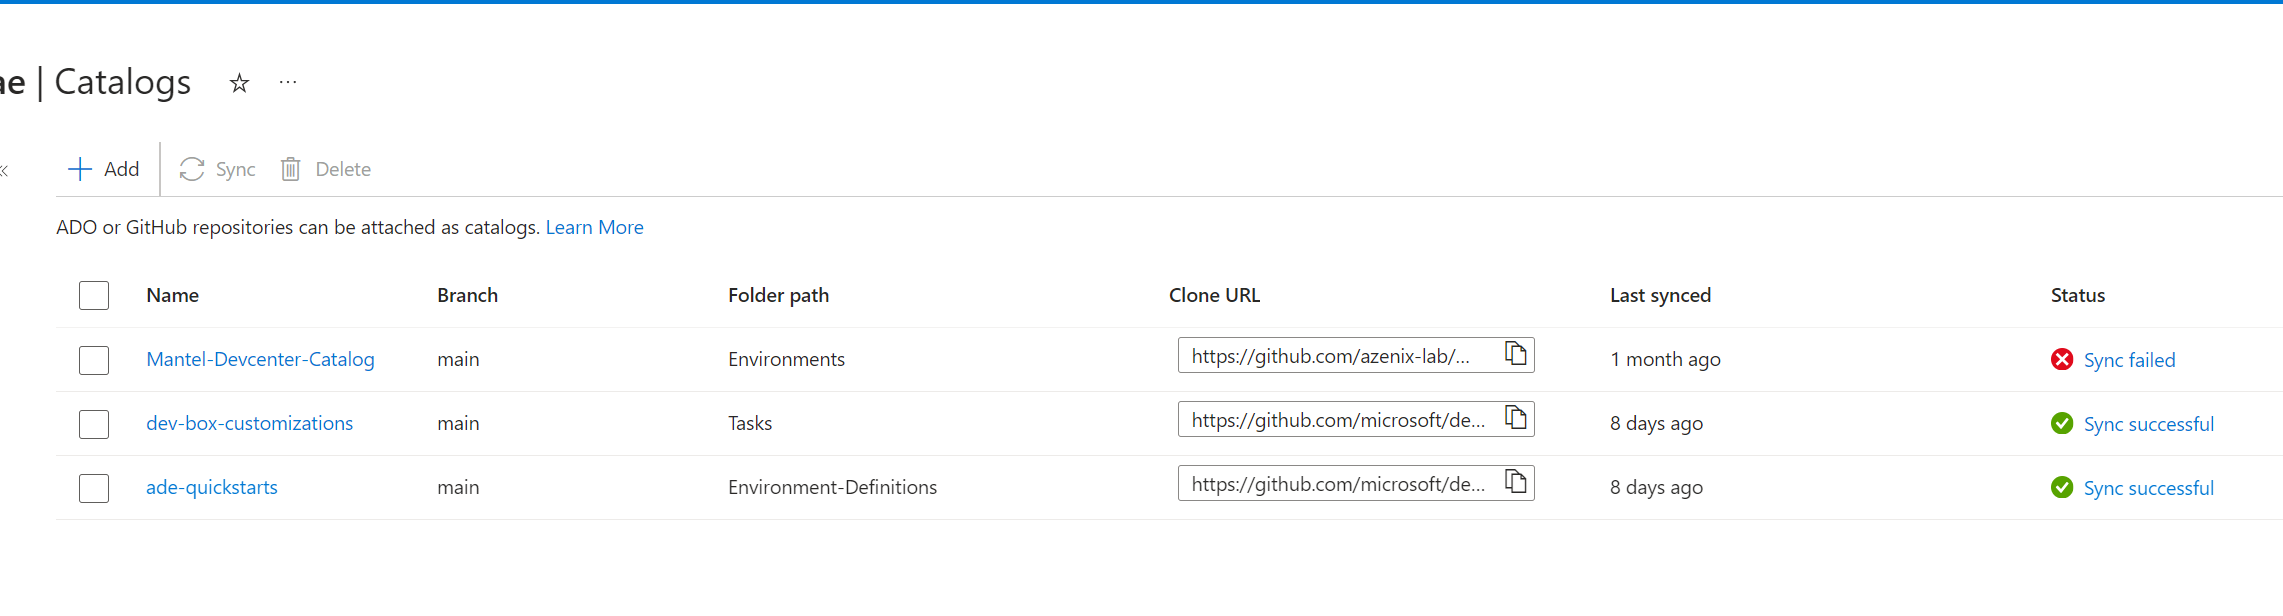 ae | Catalogs
Add Sync Delete
ADO or GitHub repositories can be attached as catalogs. Learn More
Name Branch Folder path Clone URL Last synced Status
Mantel-Devcenter-Catalog main Environments https://github.com/azenix-lab/... 1 month ago Sync failed
dev-box-customizations main Tasks https://github.com/microsoft/de... 8 days ago Sync successful
ade-quickstarts main Environment-Definitions https://github.com/microsoft/de... 8 days ago Sync successful